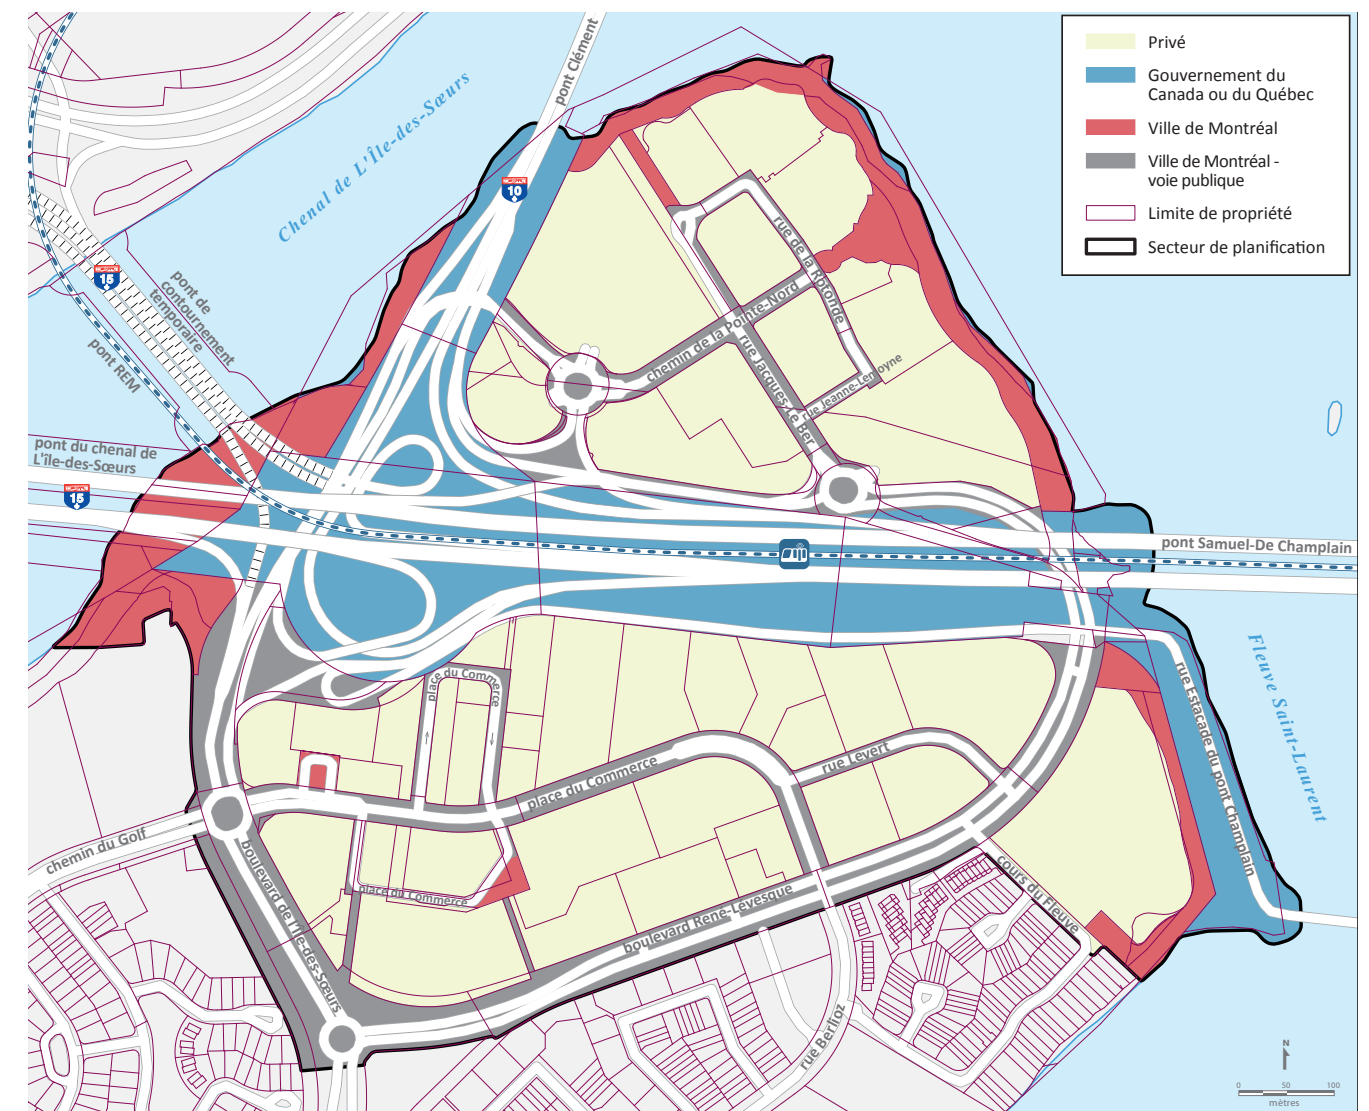 Privé
Gouvernement du
Canada ou du Québec
Ville de Montréal
Ville de Montréal -
voie publique
Limite de propriété
Secteur de planification
pont Clément
Chenal de L'Île-des-Sœurs
10
15
pont de
contournement
temporaire
pont REM
pont du chenal de
L'île-des-Sœurs
15
rue de la Rotonde
chemin de la Pointe-Nord
rue Jacques-Le Ber
rue Jeanne-Lemoyne
pont Samuel-De Champlain
Fleuve Saint-Laurent
rue Estacade du pont Champlain
place du Commerce
place du Commerce
rue Levert
chemin du Golf
boulevard de l'Île-des-Sœurs
place du Commerce
boulevard René-Lévesque
cours du Fleuve
rue Berlioz
N
0 50 100
mètres